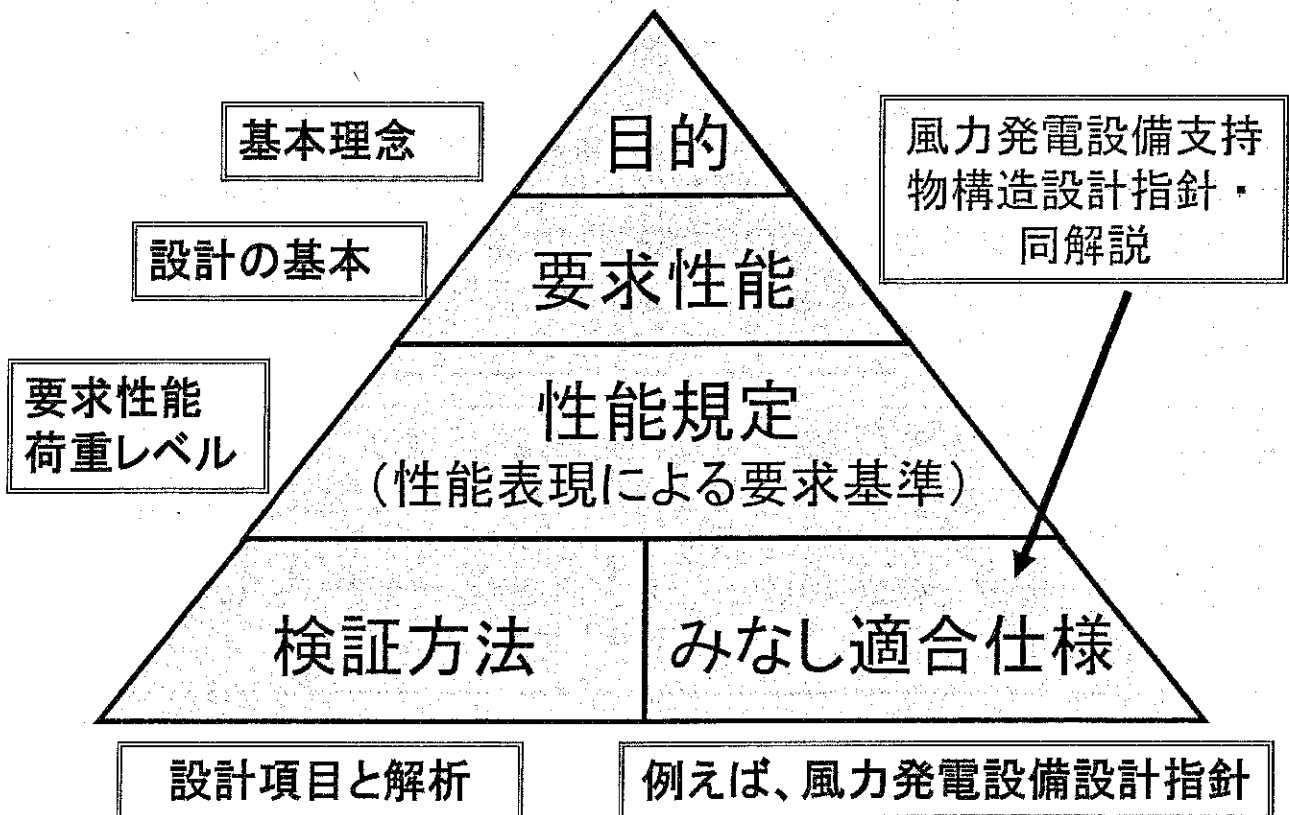 基本理念
目的
風力発電設備支持
物構造設計指針・
同解説
設計の基本
要求性能
要求性能
荷重レベル
性能規定
（性能表現による要求基準）
検証方法
みなし適合仕様
設計項目と解析
例えば、風力発電設備設計指針